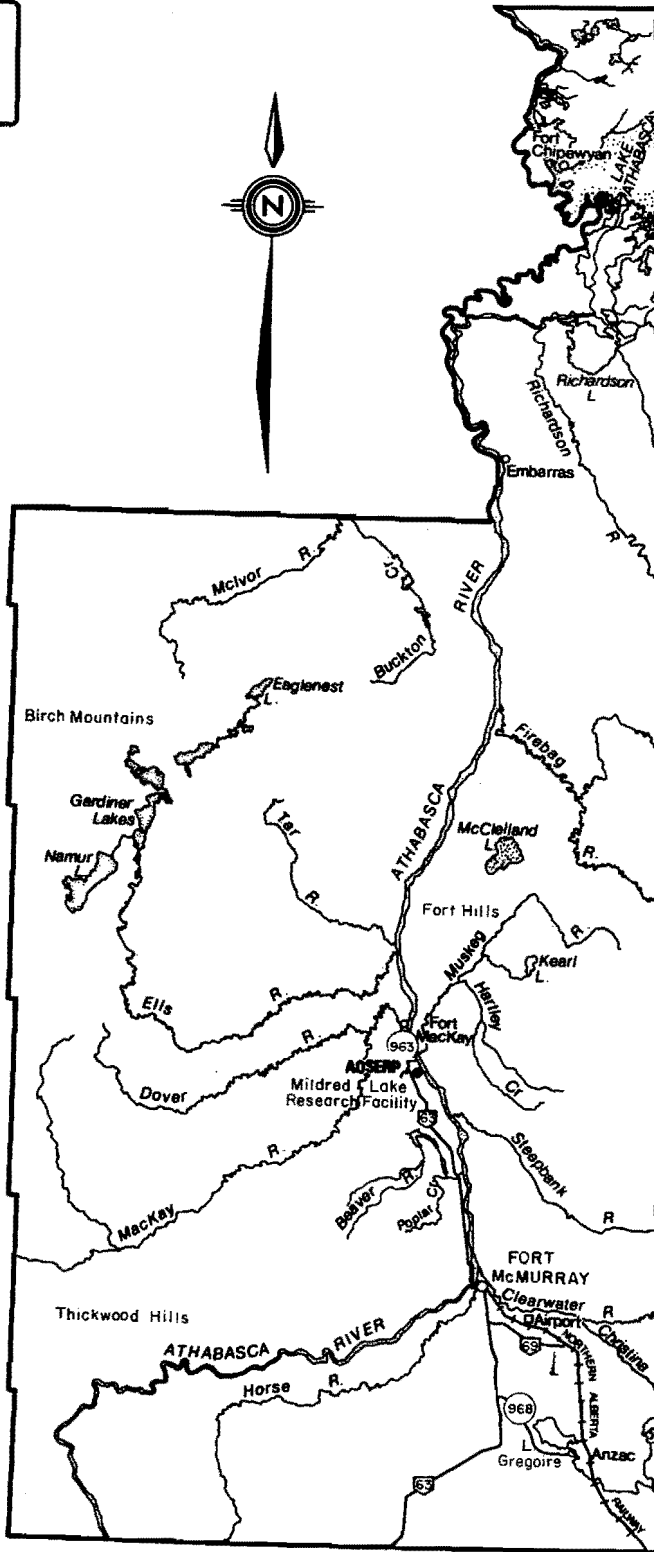 Fort
Chipewyan
LAKE
ATHABASCA
N
Richardson
L
Richardson
R
Embarras
McIvor R.
Cr.
Buckton
RIVER
Eaglenest
L.
Birch Mountains
Firebag
R.
Gardiner
Lakes
Tar
R.
ATHABASCA
McClelland
L.
Namur
L.
Fort Hills
Muskeg
R.
Kearl
L.
Ells
R.
Hartley
Cr
Fort
MacKay
963
R.
AOSERP
Mildred Lake
Research Facility
Dover
63
Steepbank
R
MacKay
R.
Beaver
R.
Poplar Cr.
FORT
McMURRAY
Clearwater
R
Thickwood Hills
Airport
Christina
ATHABASCA RIVER
69
NORTHERN
ALBERTA
RAILWAY
L
Horse R.
968
L
Gregoire
Anzac
63